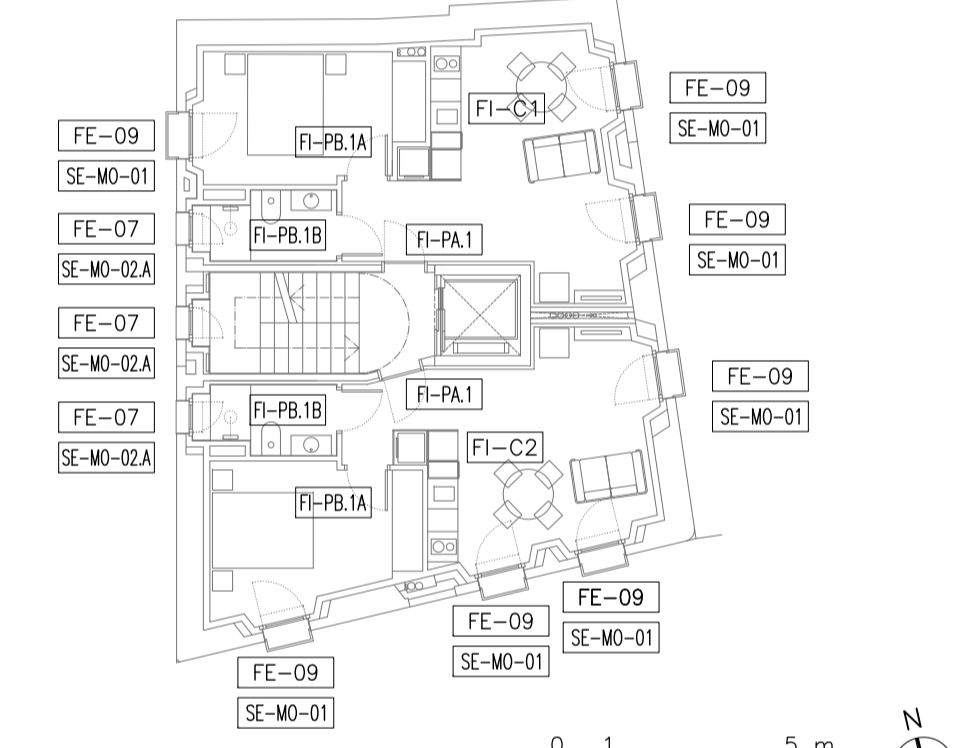 FE-09
SE-MO-01
FI-C1
FE-09
SE-MO-01
FI-PB.1A
FE-07
SE-MO-02.A
FI-PB.1B
FI-PA.1
FE-09
SE-MO-01
FE-07
SE-MO-02.A
FE-07
SE-MO-02.A
FI-PB.1B
FI-PA.1
FE-09
SE-MO-01
FI-C2
FI-PB.1A
FE-09
SE-MO-01
FE-09
SE-MO-01
FE-09
SE-MO-01
N
0 1 5 m